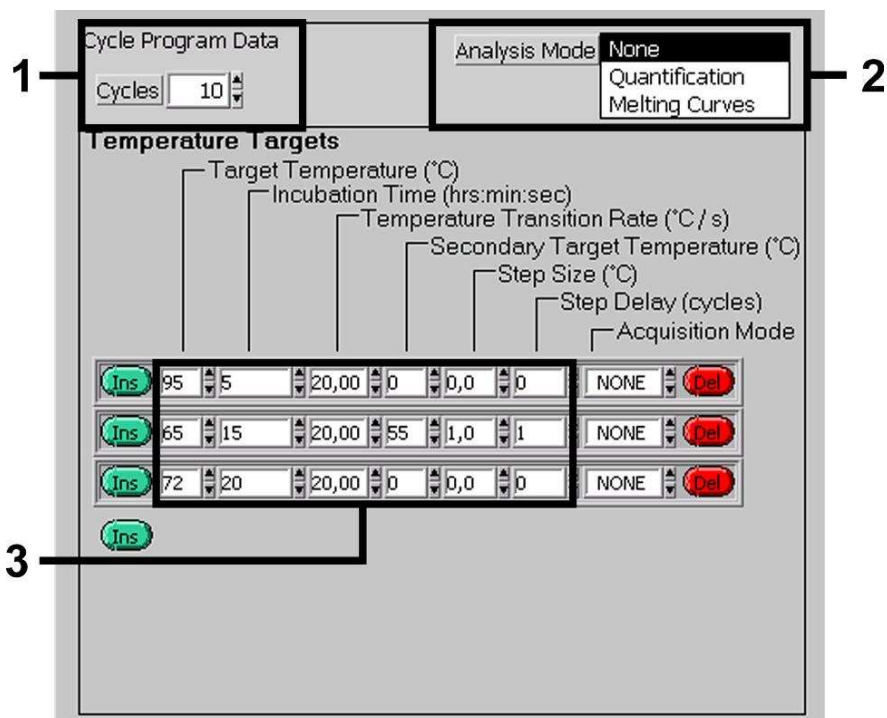 Cycle Program Data
Cycles 10
Analysis Mode None
Quantification
Melting Curves
1
2
Temperature Targets
Target Temperature (°C)
Incubation Time (hrs:min:sec)
Temperature Transition Rate (°C / s)
Secondary Target Temperature (°C)
Step Size (°C)
Step Delay (cycles)
Acquisition Mode
Ins 95 5 20,00 0 0,0 0 NONE Del
Ins 65 15 20,00 55 1,0 1 NONE Del
Ins 72 20 20,00 0 0,0 0 NONE Del
Ins
3